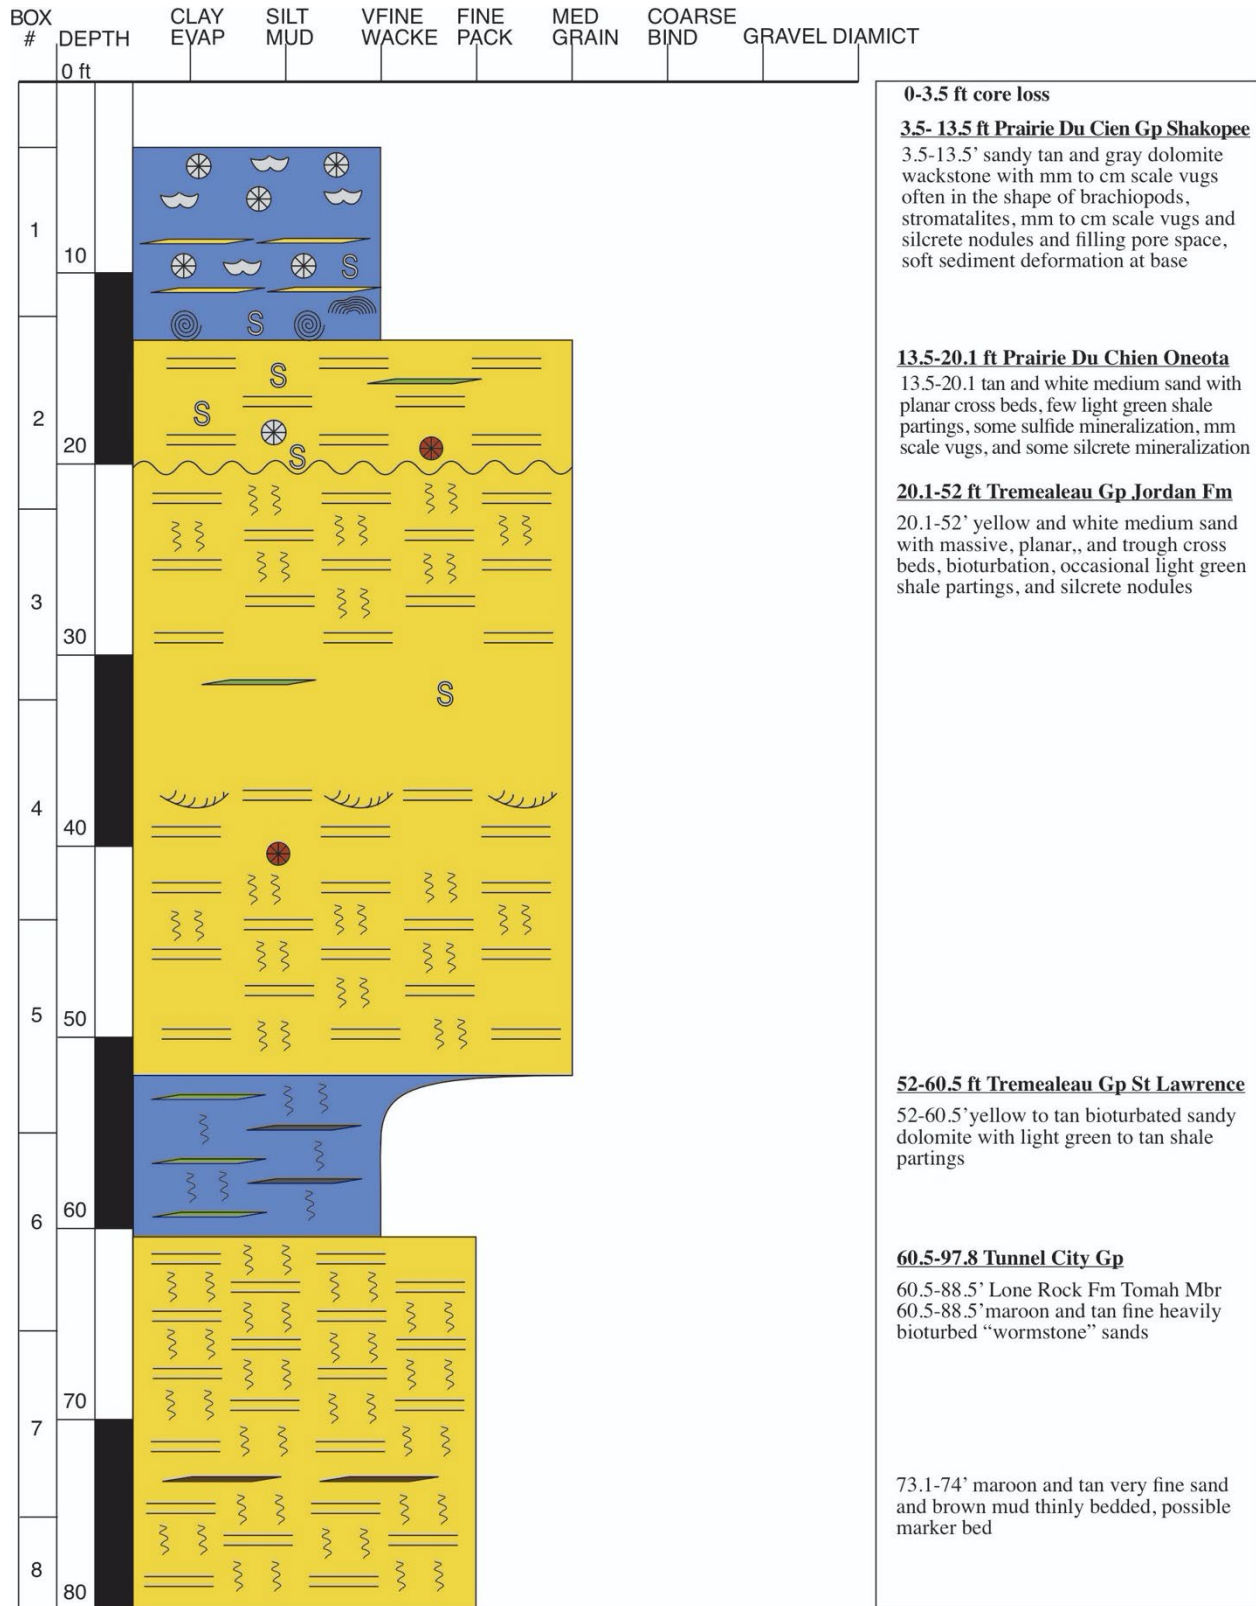 BOX
#
DEPTH
CLAY
EVAP
SILT
MUD
VFINE
WACKE
FINE
PACK
MED
GRAIN
COARSE
BIND
GRAVEL
DIAMICT
0 ft
1
10
2
20
3
30
4
40
5
50
6
60
7
70
8
80
S
S
S
S
S
S
0-3.5 ft core loss
3.5- 13.5 ft Prairie Du Cien Gp Shakopee
3.5-13.5’ sandy tan and gray dolomite
wackstone with mm to cm scale vugs
often in the shape of brachiopods,
stromatalites, mm to cm scale vugs and
silcrete nodules and filling pore space,
soft sediment deformation at base
13.5-20.1 ft Prairie Du Chien Oneota
13.5-20.1 tan and white medium sand with
planar cross beds, few light green shale
partings, some sulfide mineralization, mm
scale vugs, and some silcrete mineralization
20.1-52 ft Tremealeau Gp Jordan Fm
20.1-52’ yellow and white medium sand
with massive, planar,, and trough cross
beds, bioturbation, occasional light green
shale partings, and silcrete nodules
52-60.5 ft Tremealeau Gp St Lawrence
52-60.5’yellow to tan bioturbated sandy
dolomite with light green to tan shale
partings
60.5-97.8 Tunnel City Gp
60.5-88.5’ Lone Rock Fm Tomah Mbr
60.5-88.5’maroon and tan fine heavily
bioturbed “wormstone” sands
73.1-74’ maroon and tan very fine sand
and brown mud thinly bedded, possible
marker bed